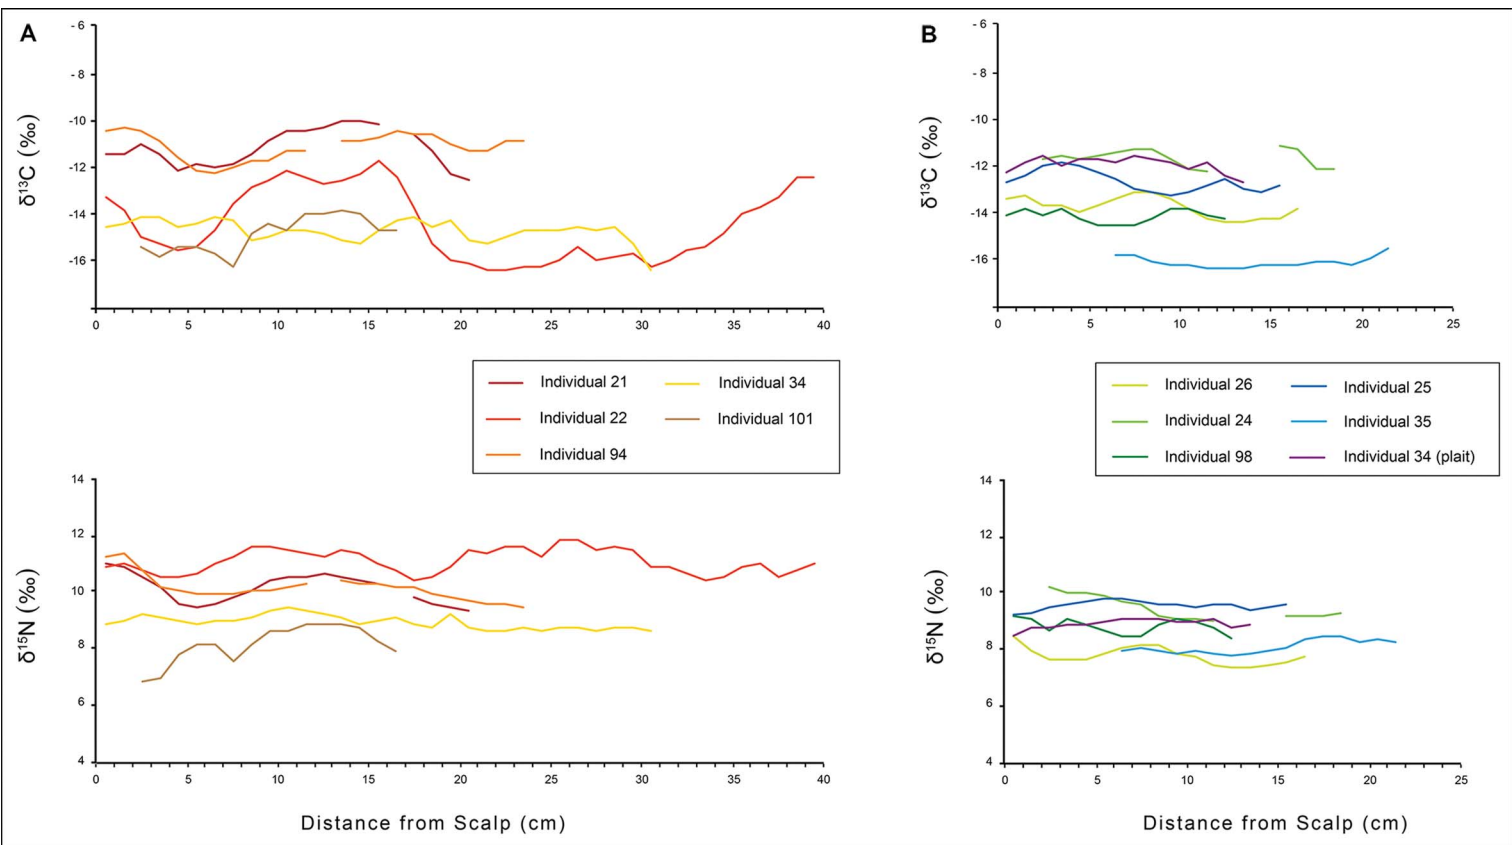 A
B
- 6
- 8
-10
-12
-14
-16
δ¹³C (‰)
0 5 10 15 20 25 30 35 40
- 6
- 8
-10
-12
-14
-16
δ¹³C (‰)
0 5 10 15 20 25
Individual 21 Individual 34
Individual 22 Individual 101
Individual 94
Individual 26 Individual 25
Individual 24 Individual 35
Individual 98 Individual 34 (plait)
14
12
10
8
6
4
δ¹⁵N (‰)
0 5 10 15 20 25 30 35 40
Distance from Scalp (cm)
14
12
10
8
6
4
δ¹⁵N (‰)
0 5 10 15 20 25
Distance from Scalp (cm)